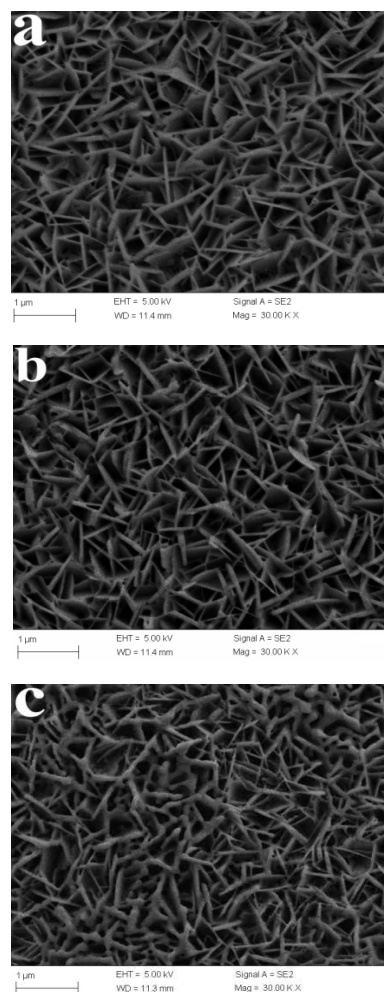 a
1 µm EHT = 5.00 kV Signal A = SE2
WD = 11.4 mm Mag = 30.00 K X
b
1 µm EHT = 5.00 kV Signal A = SE2
WD = 11.4 mm Mag = 30.00 K X
c
1 µm EHT = 5.00 kV Signal A = SE2
WD = 11.3 mm Mag = 30.00 K X